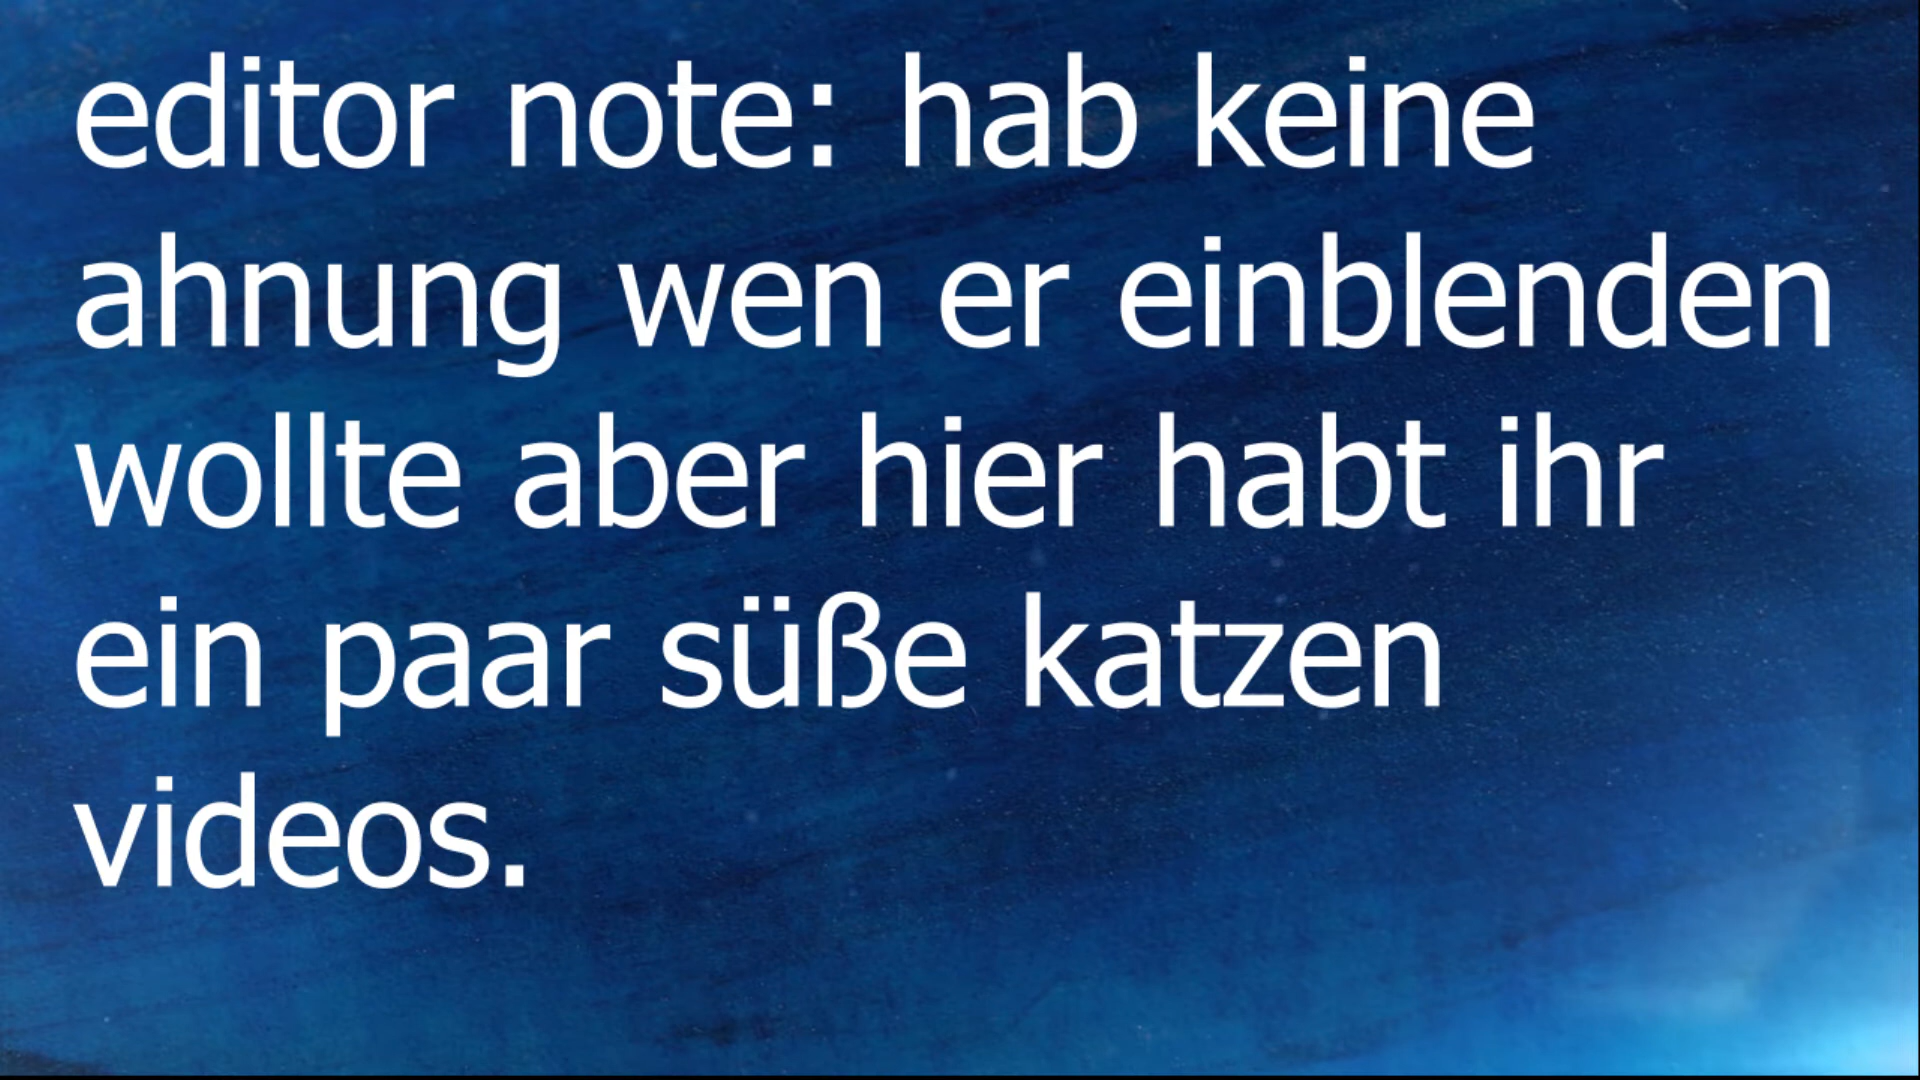 editor note: hab keine
ahnung wen er einblenden
wollte aber hier habt ihr
ein paar süße katzen
videos.